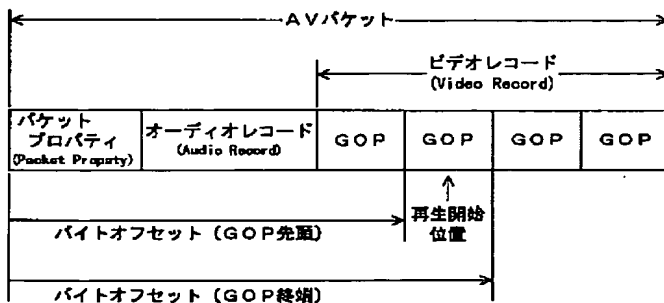 AVパケット
ビデオレコード
(Video Record)
パケット
プロパティ
(Packet Proparty)
オーディオレコード
(Audio Record)
GOP
GOP
GOP
GOP
バイトオフセット (GOP先頭)
再生開始
位置
バイトオフセット (GOP終端)